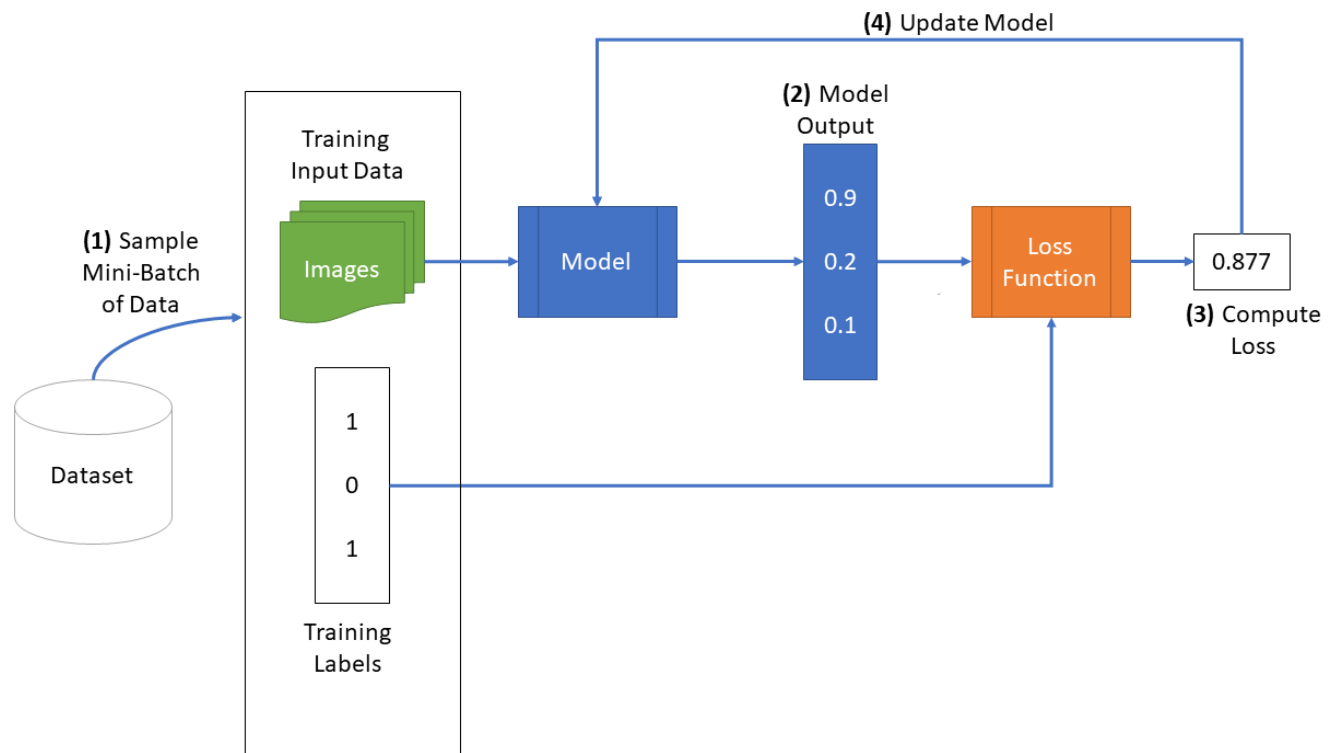 (4) Update Model
(2) Model
Output
Training
Input Data
0.9
(1) Sample
Mini-Batch
of Data
Images
Model
0.2
Loss
Function
0.877
0.1
(3) Compute
Loss
1
Dataset
0
1
Training
Labels